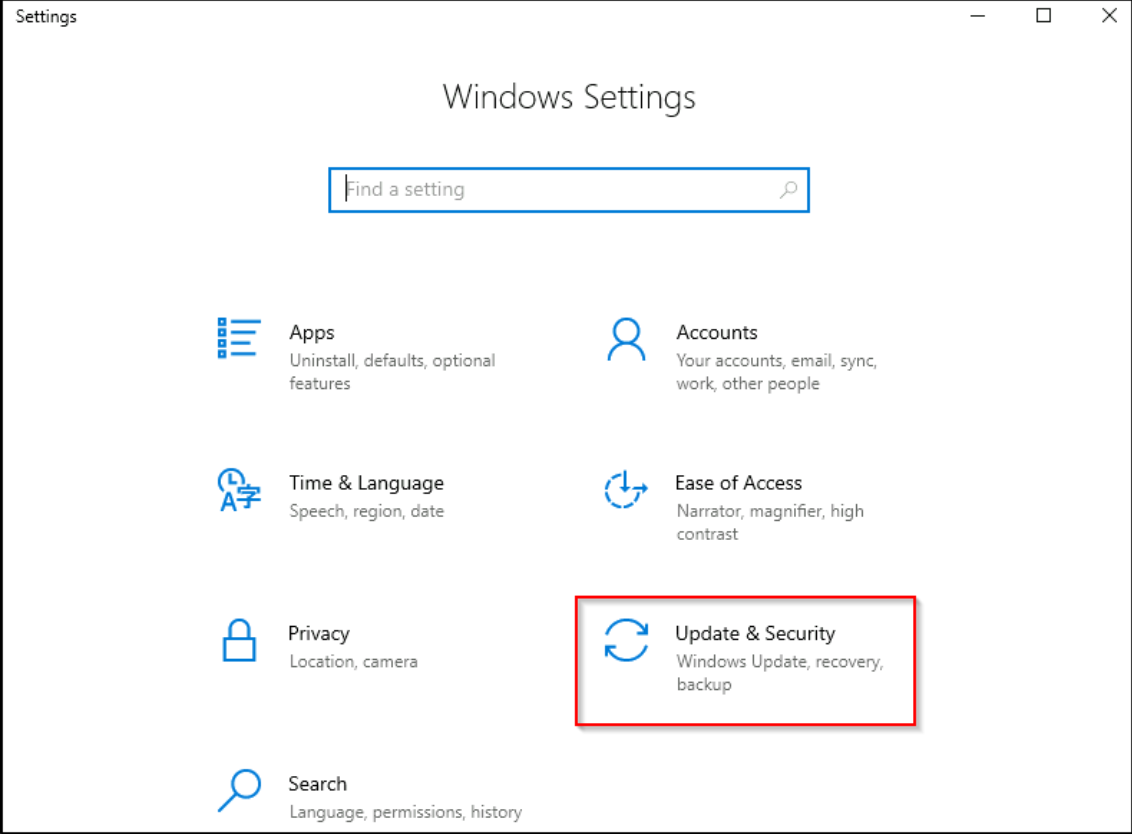 Settings
Windows Settings
Find a setting
Apps
Uninstall, defaults, optional
features
Accounts
Your accounts, email, sync,
work, other people
Time & Language
Speech, region, date
Ease of Access
Narrator, magnifier, high
contrast
Privacy
Location, camera
Update & Security
Windows Update, recovery,
backup
Search
Language, permissions, history